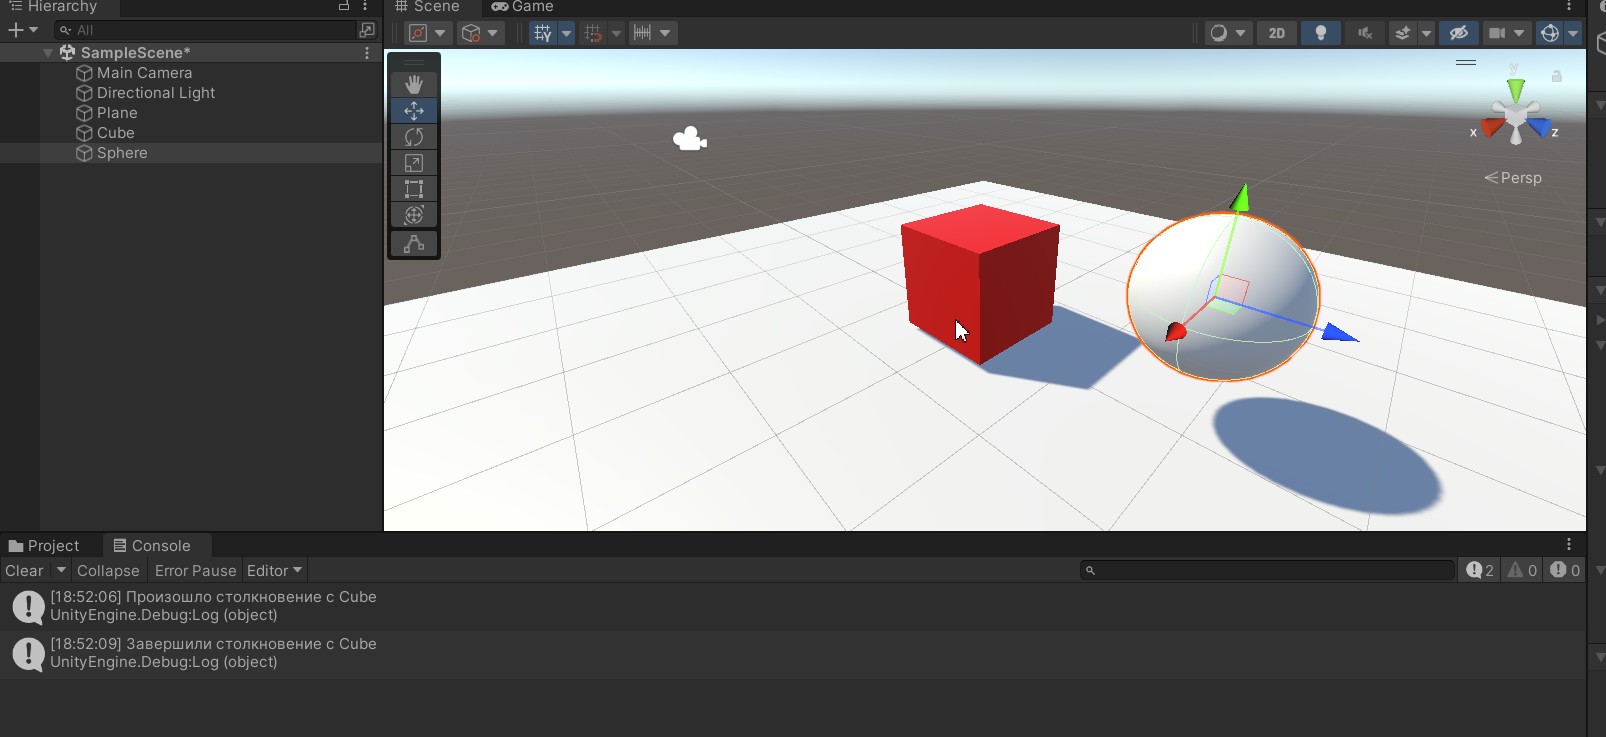 Hierarchy
Scene
Game
All
2D
SampleScene*
Main Camera
Directional Light
Plane
Cube
Sphere
y
x
z
Persp
Project
Console
Clear
Collapse
Error Pause
Editor
2
0
0
[18:52:06] Произошло столкновение с Cube
UnityEngine.Debug:Log (object)
[18:52:09] Завершили столкновение с Cube
UnityEngine.Debug:Log (object)